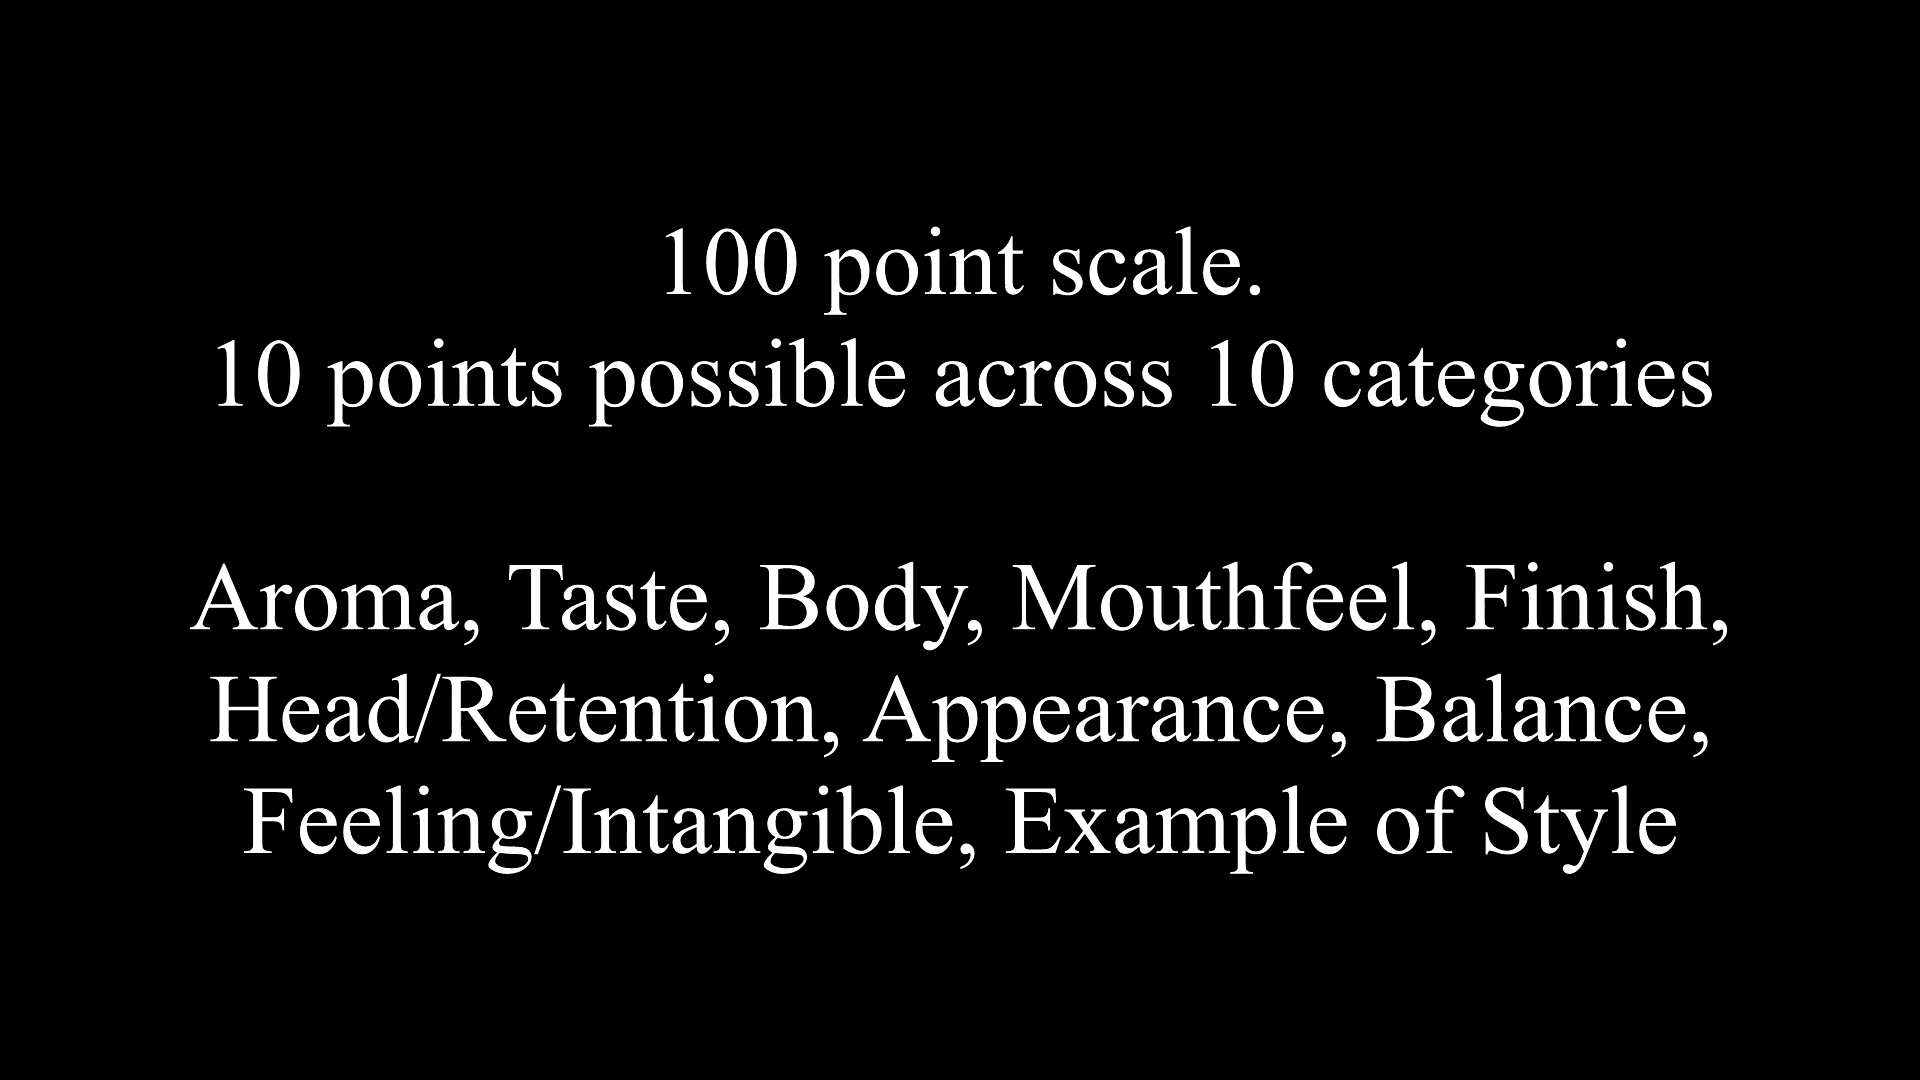 100 point scale.
10 points possible across 10 categories
Aroma, Taste, Body, Mouthfeel, Finish,
Head/Retention, Appearance, Balance,
Feeling/Intangible, Example of Style